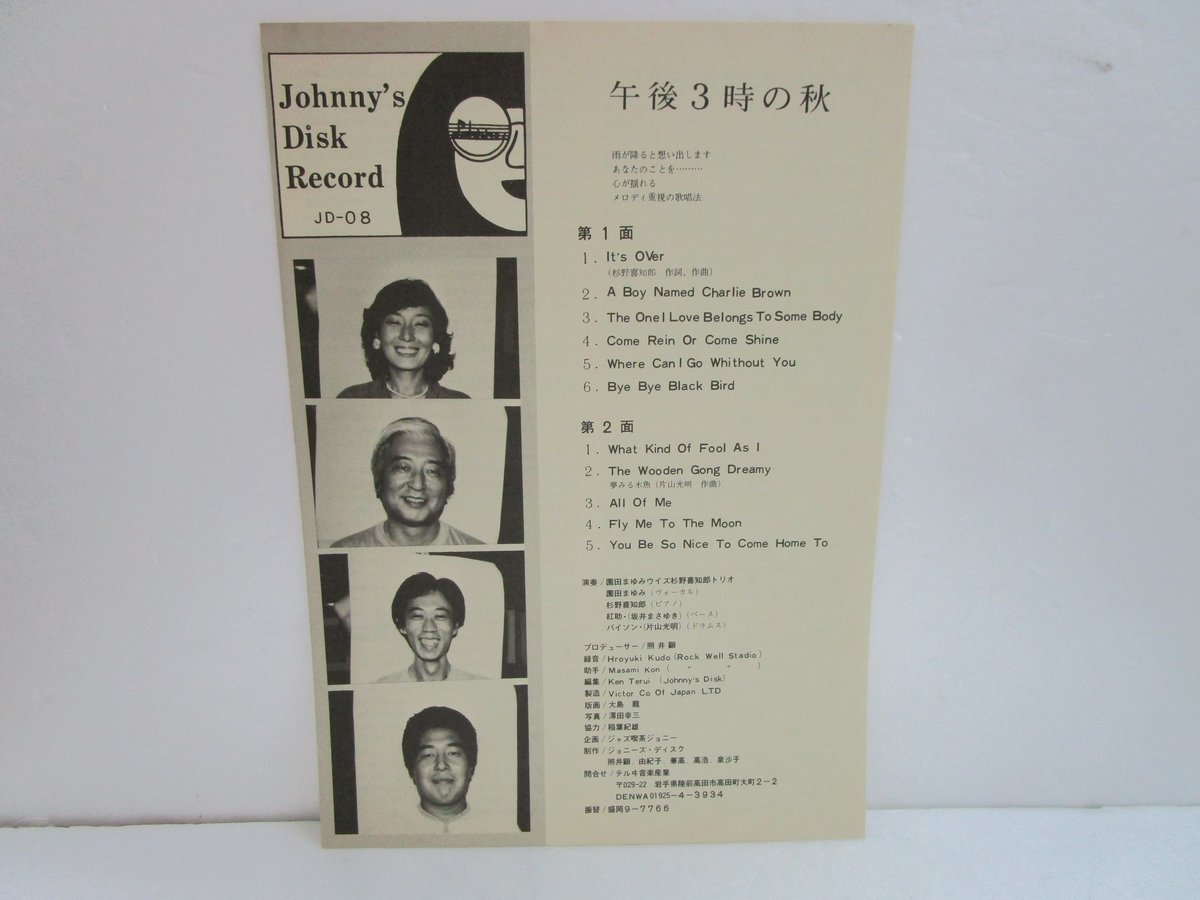 Johnny's
Disk
Record
JD-08
午後3時の秋
雨が降ると想い出します
あなたのことを………
心が揺れる
メロディ重視の歌唱法
第1面
1. It's OVer
(杉野喜知郎 作詞、作曲)
2. A Boy Named Charlie Brown
3. The One I Love Belongs To Some Body
4. Come Rein Or Come Shine
5. Where Can I Go Whithout You
6. Bye Bye Black Bird
第2面
1. What Kind Of Fool As I
2. The Wooden Gong Dreamy
夢みる木魚(片山光明 作曲)
3. All Of Me
4. Fly Me To The Moon
5. You Be So Nice To Come Home To
演奏/園田まゆみウイズ杉野喜知郎トリオ
園田まゆみ(ヴォーカル)
杉野喜知郎(ピアノ)
紅助・(坂井まさゆき)(ベース)
バイソン・(片山光明)(ドラムス)
プロデューサー/照井顕
録音/Hroyuki Kudo (Rock Well Stadio)
助手/Masami Kon ( 〃 〃 )
編集/Ken Terui (Johnny's Disk)
製造/Victor Co Of Japan L.T.D
版画/大島 龍
写真/澤田幸三
協力/稲葉紀雄
企画/ジャズ喫茶ジョニー
制作/ジョニーズ・ディスク
照井顕、由紀子、兼高、高浩、泉沙子
問合せ/テルヰ音楽産業
〒029-22 岩手県陸前高田市高田町大町2-2
DENWA 01925-4-3934
振替/盛岡9-7766